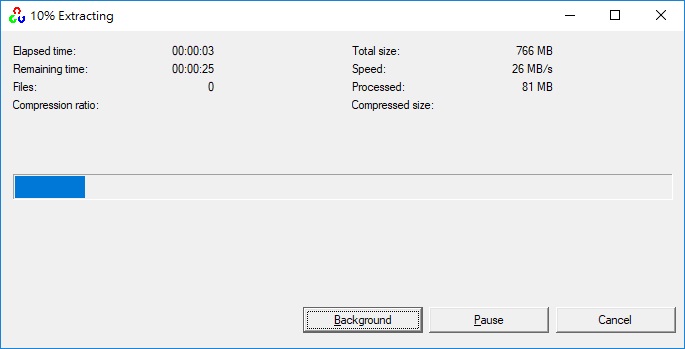 10% Extracting
Elapsed time: 00:00:03 Total size: 766 MB
Remaining time: 00:00:25 Speed: 26 MB/s
Files: 0 Processed: 81 MB
Compression ratio: Compressed size:
Background Pause Cancel